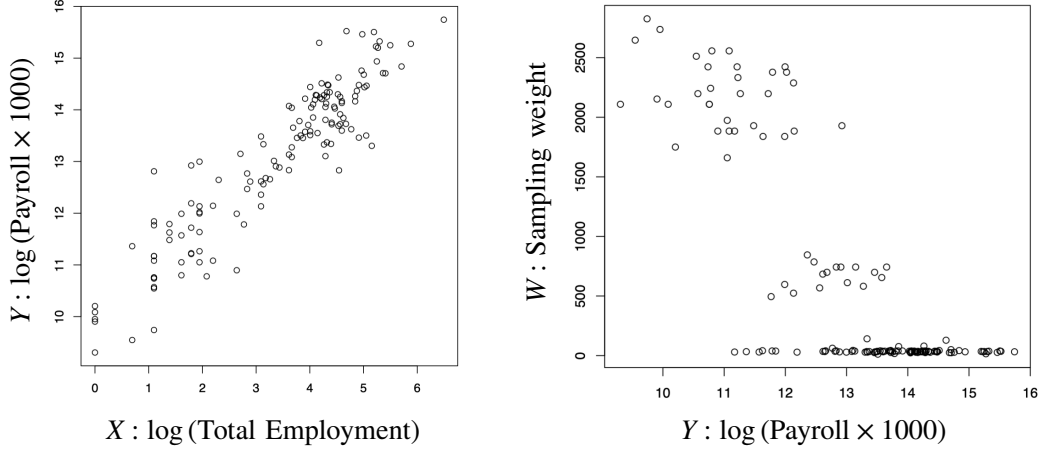 Y : log (Payroll × 1000)
16
15
14
13
12
11
10
0 1 2 3 4 5 6
X : log (Total Employment)
W : Sampling weight
2500
2000
1500
1000
500
0
10 11 12 13 14 15 16
Y : log (Payroll × 1000)